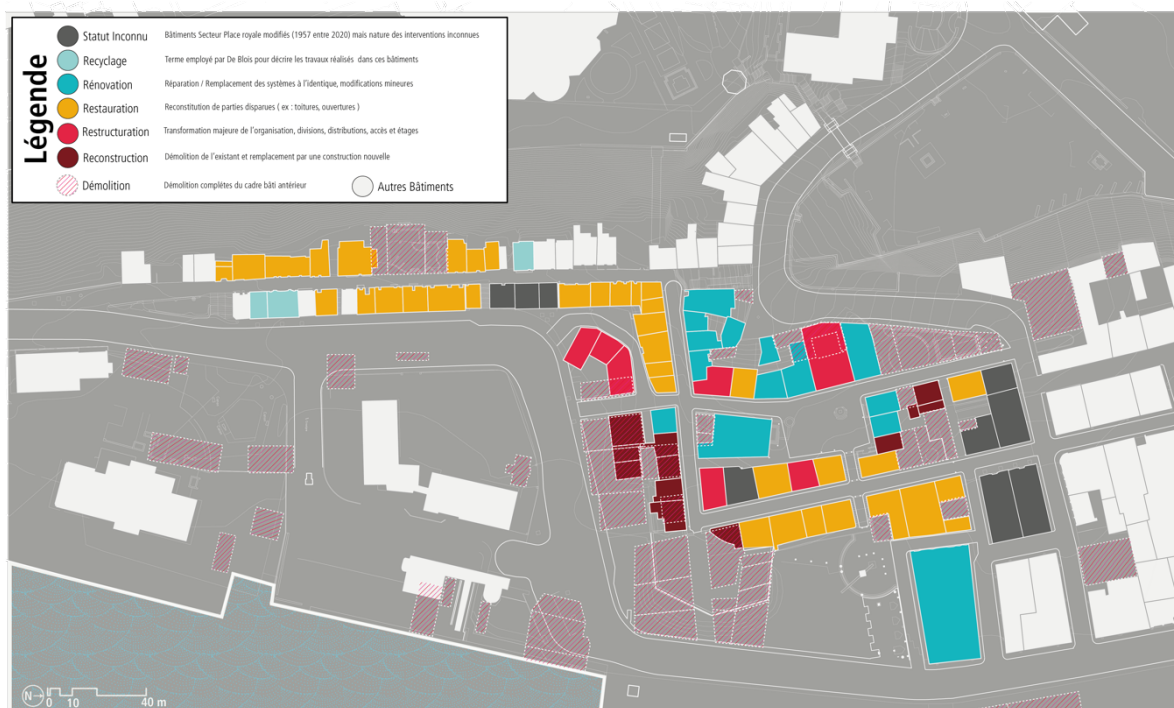 Légende
Statut Inconnu Bâtiments Secteur Place royale modifiés (1957 entre 2020) mais nature des interventions inconnues
Recyclage Terme employé par De Blois pour décrire les travaux réalisés dans ces bâtiments
Rénovation Réparation / Remplacement des systèmes à l'identique, modifications mineures
Restauration Reconstitution de parties disparues ( ex : toitures, ouvertures )
Restructuration Transformation majeure de l'organisation, divisions, distributions, accès et étages
Reconstruction Démolition de l'existant et remplacement par une construction nouvelle
Démolition Démolition complètes du cadre bâti antérieur Autres Bâtiments
N
0 10 40 m